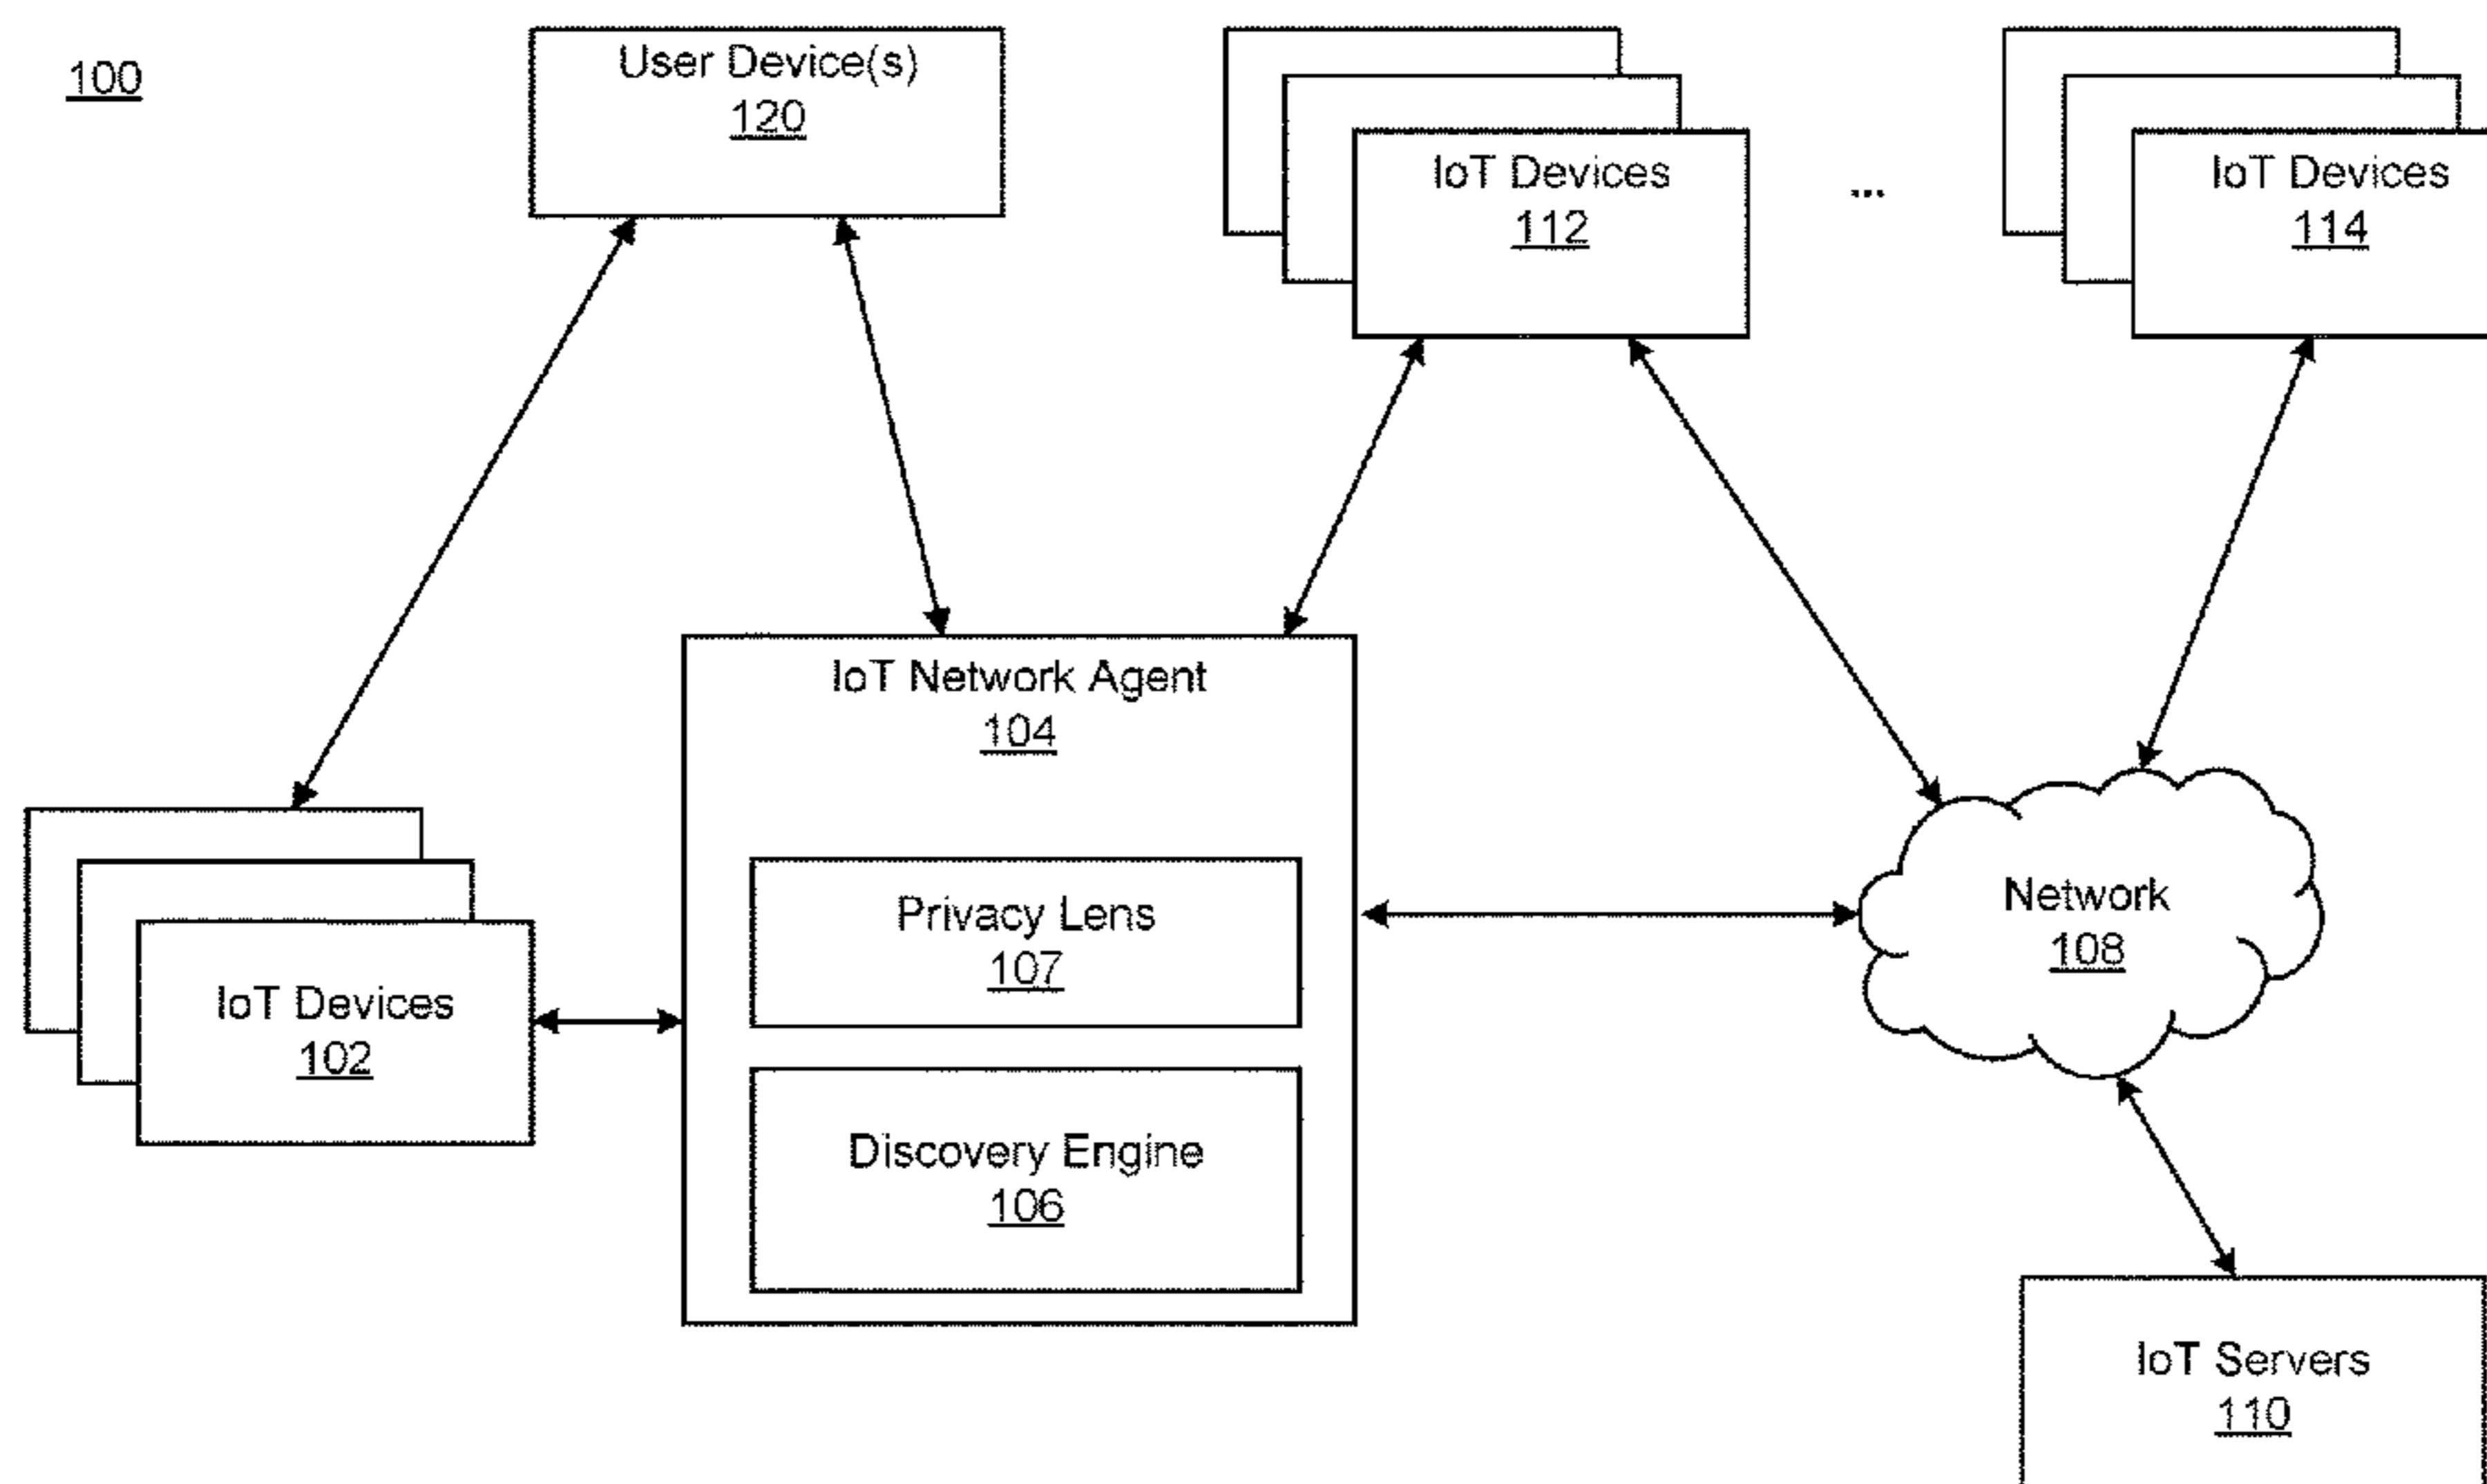 100
User Device(s)
120
IoT Devices
112
...
IoT Devices
114
IoT Network Agent
104
Privacy Lens
107
Discovery Engine
106
IoT Devices
102
Network
108
IoT Servers
110